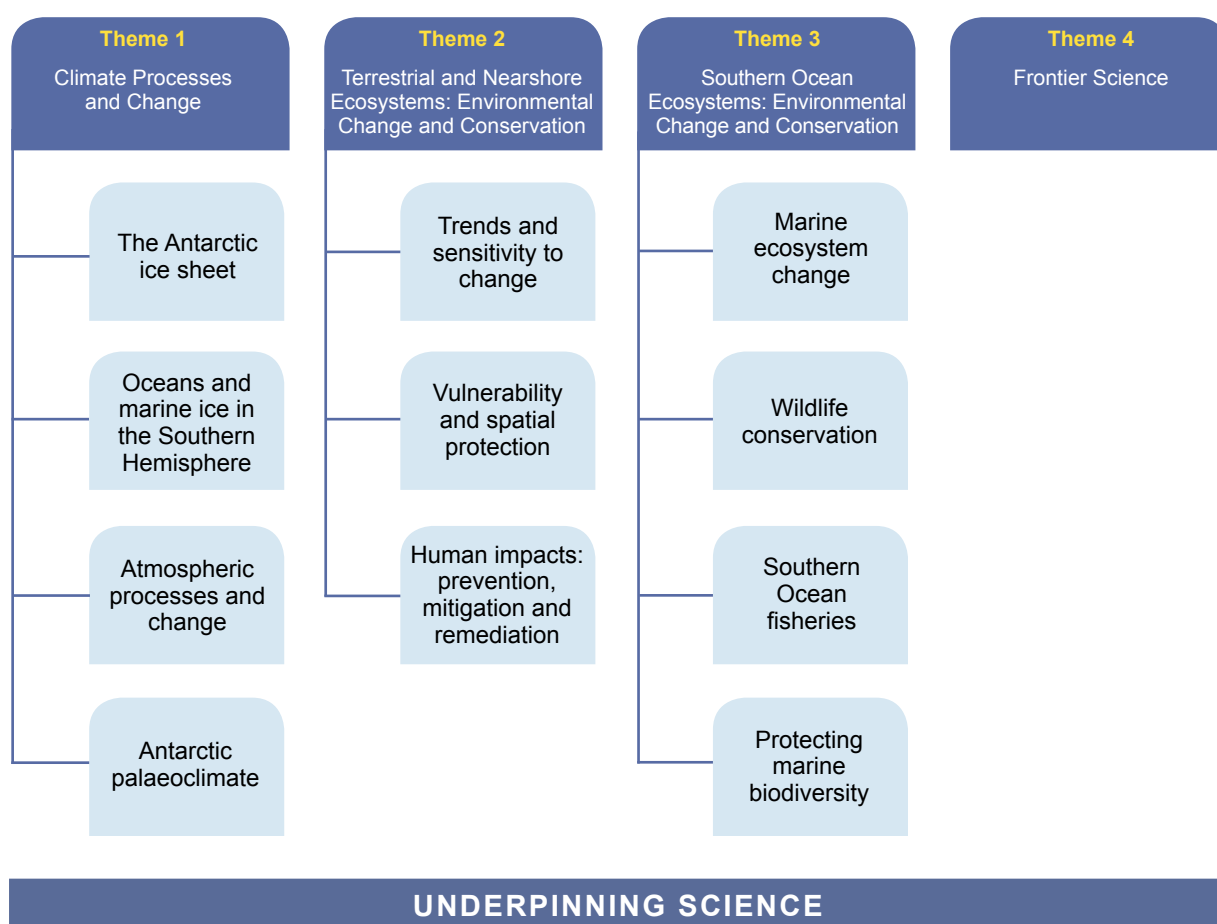 Theme 1
Climate Processes
and Change
The Antarctic
ice sheet
Oceans and
marine ice in
the Southern
Hemisphere
Atmospheric
processes and
change
Antarctic
palaeoclimate
Theme 2
Terrestrial and Nearshore
Ecosystems: Environmental
Change and Conservation
Trends and
sensitivity to
change
Vulnerability
and spatial
protection
Human impacts:
prevention,
mitigation and
remediation
Theme 3
Southern Ocean
Ecosystems: Environmental
Change and Conservation
Marine
ecosystem
change
Wildlife
conservation
Southern
Ocean
fisheries
Protecting
marine
biodiversity
Theme 4
Frontier Science
UNDERPINNING SCIENCE